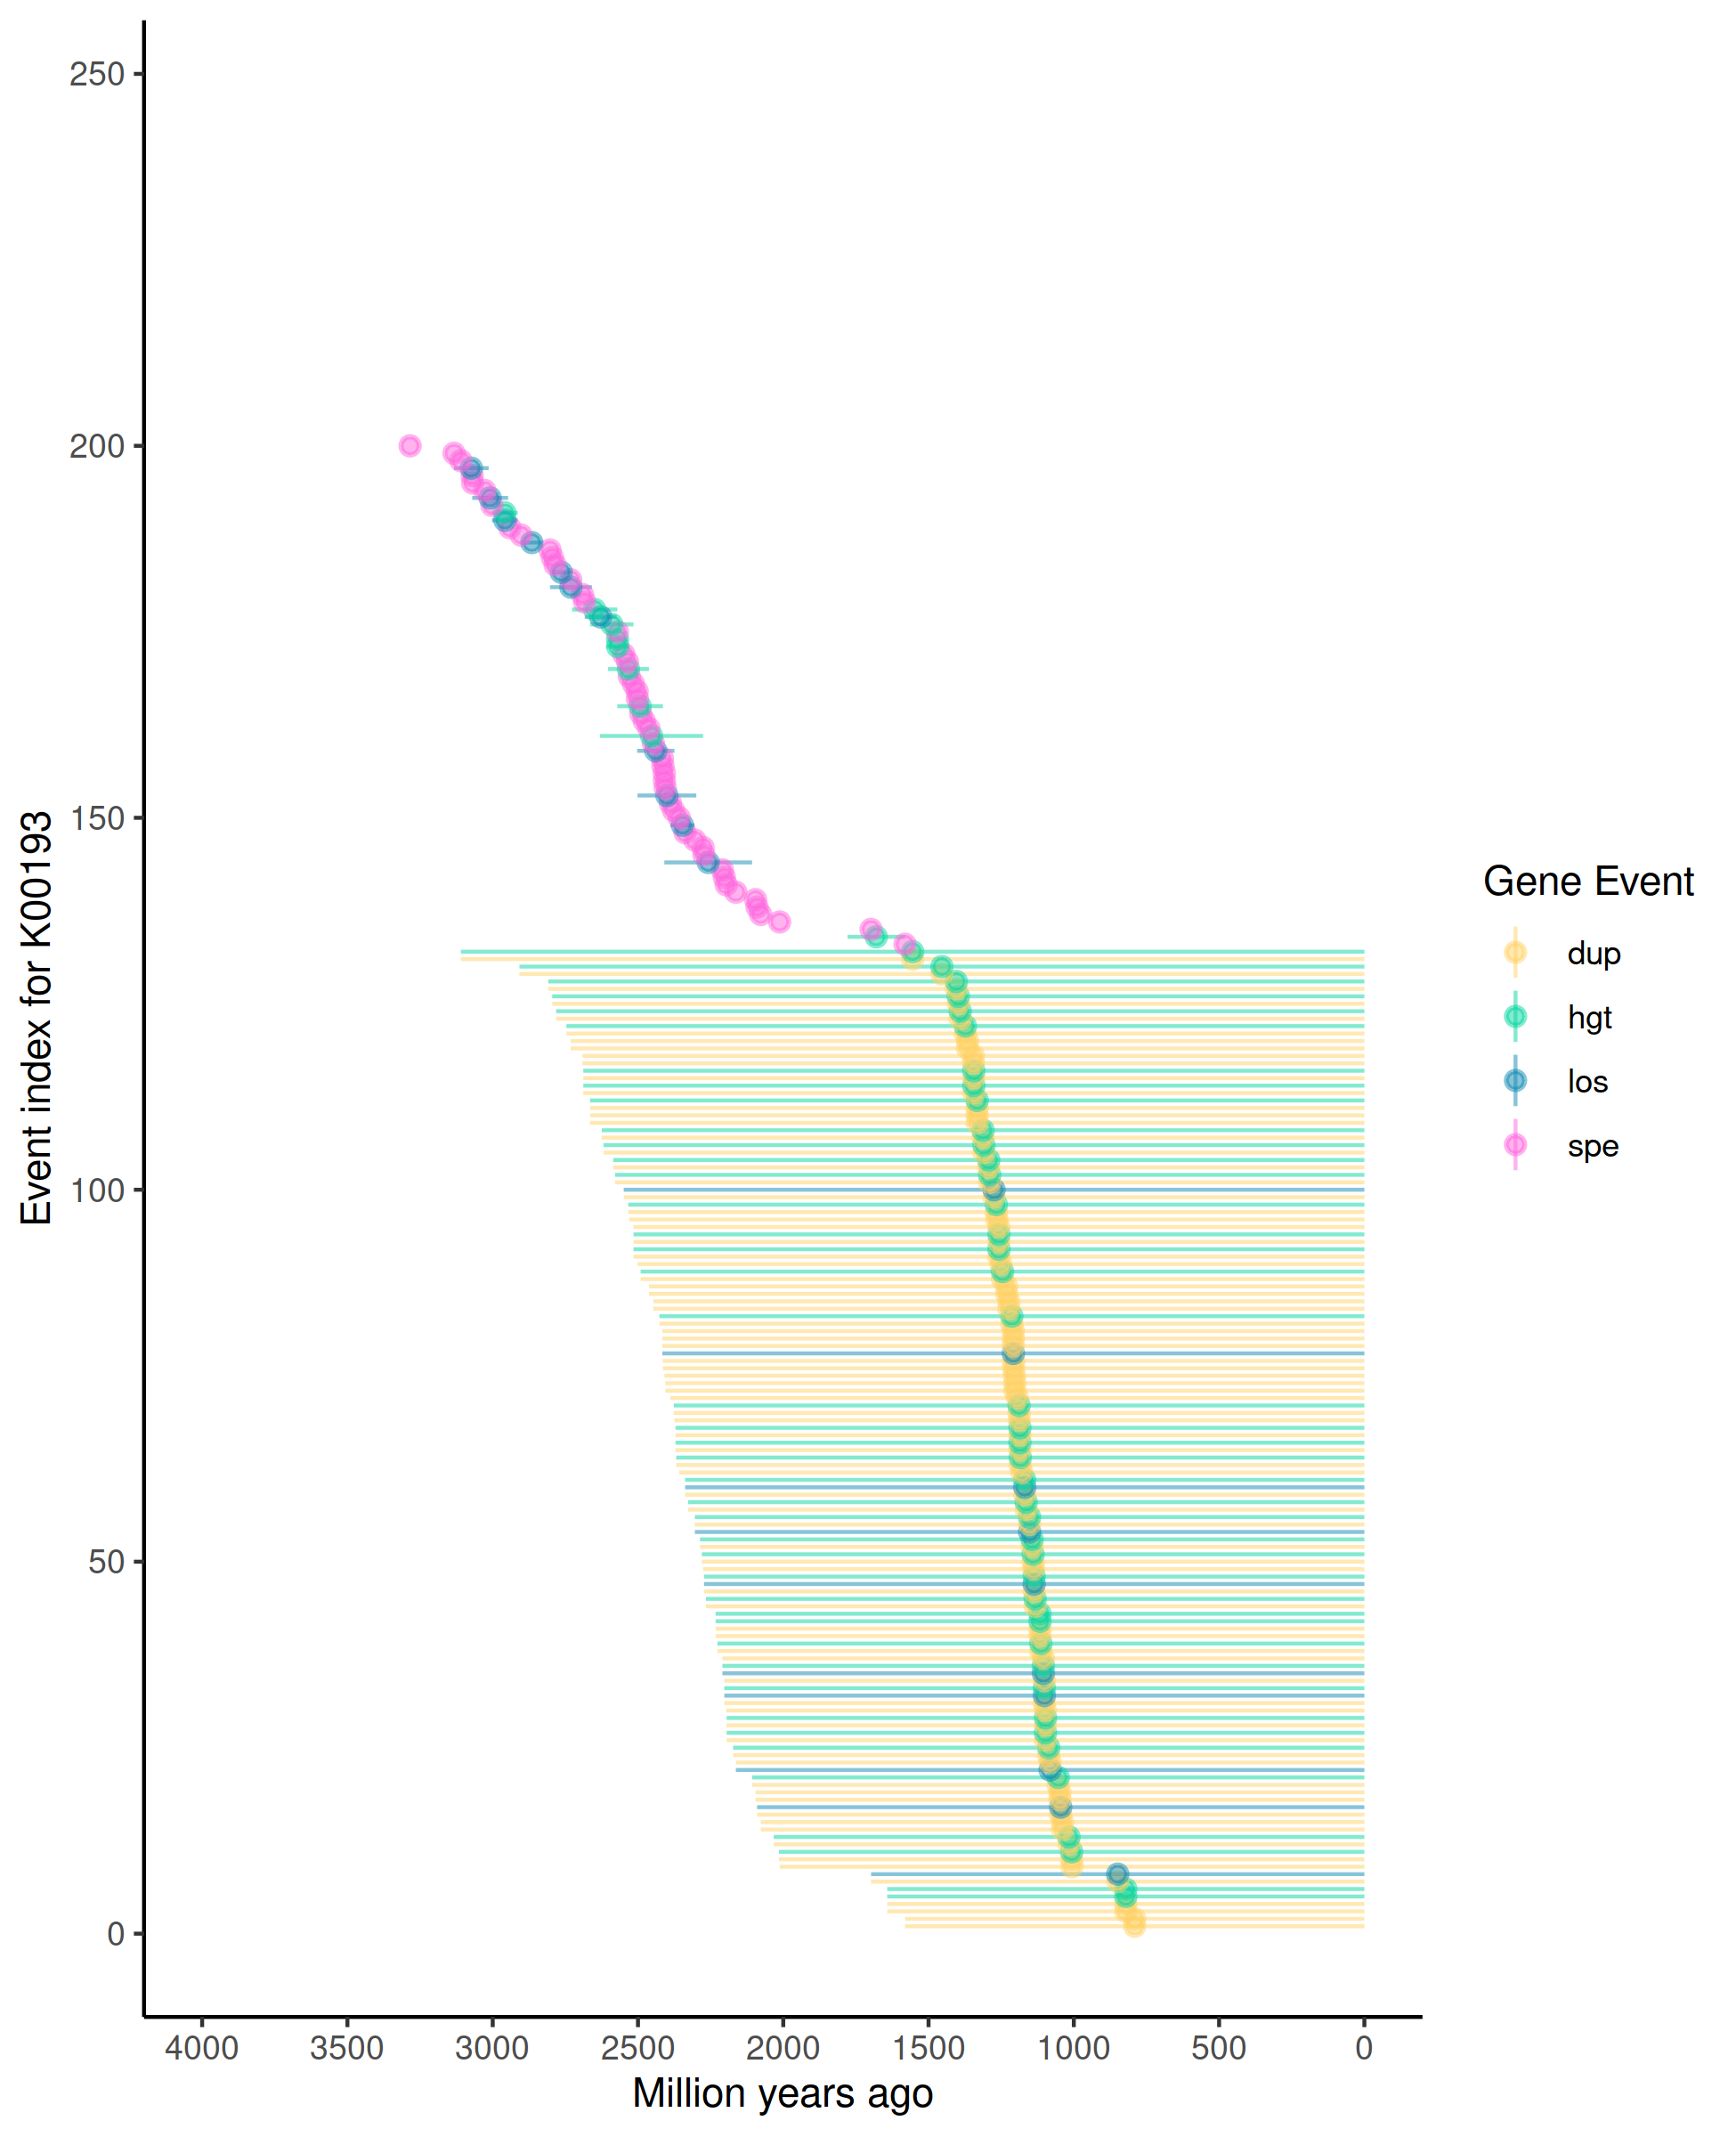 250
200
150
100
50
0
Event index for K00193
4000 3500 3000 2500 2000 1500 1000 500 0
Million years ago
Gene Event
dup
hgt
los
spe